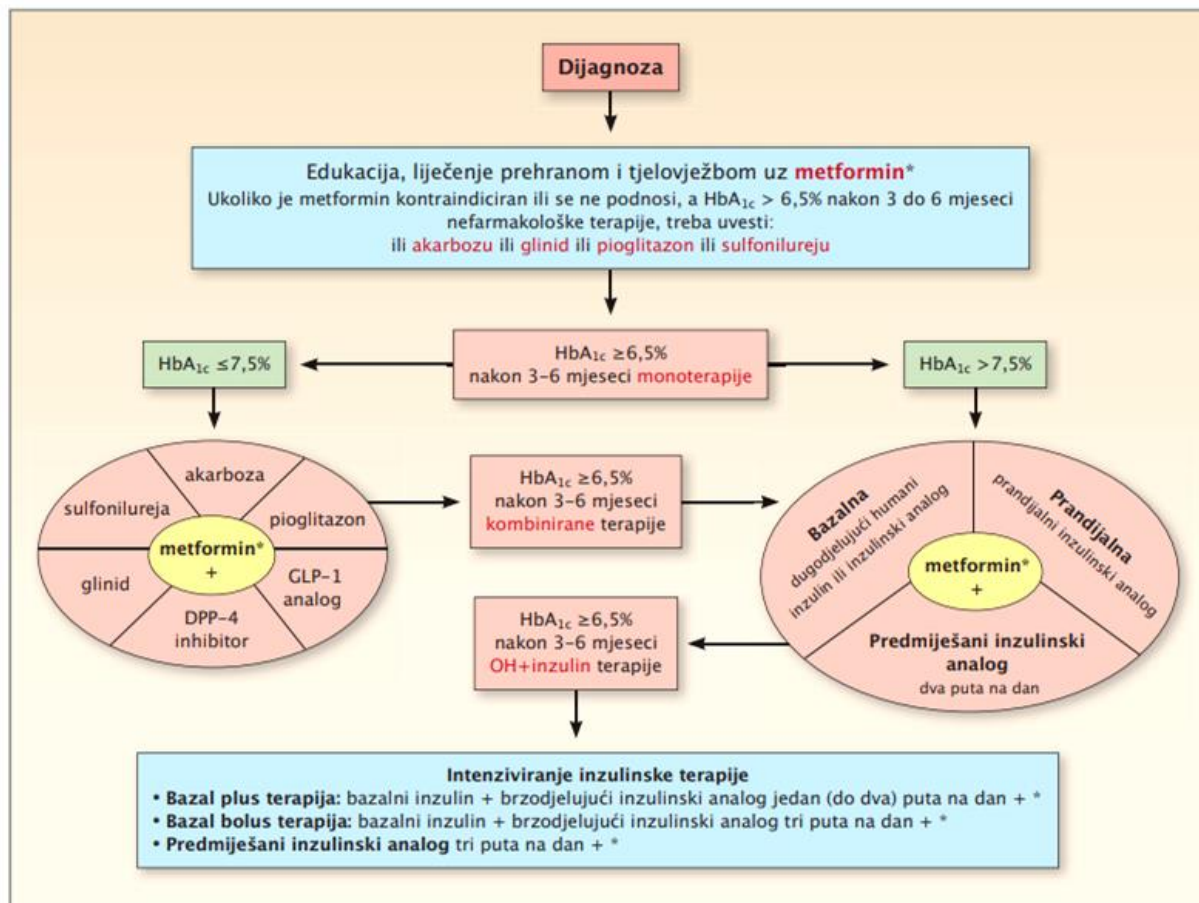 Dijagnoza
Edukacija, liječenje prehranom i tjelovježbom uz metformin*
Ukoliko je metformin kontraindiciran ili se ne podnosi, a HbA1c > 6,5% nakon 3 do 6 mjeseci
nefarmakološke terapije, treba uvesti:
ili akarbozu ili glinid ili pioglitazon ili sulfonilureju
HbA1c ≤7,5%
HbA1c ≥6,5%
nakon 3-6 mjeseci monoterapije
HbA1c >7,5%
akarboza
sulfonilureja
pioglitazon
metformin*
+
glinid
GLP-1
analog
DPP-4
inhibitor
HbA1c ≥6,5%
nakon 3-6 mjeseci
kombinirane terapije
Bazalna
dugodjelujući humani
inzulin ili inzulinski analog
Prandijalna
prandijalni inzulinski analog
metformin*
+
Predmiješani inzulinski
analog
dva puta na dan
HbA1c ≥6,5%
nakon 3-6 mjeseci
OH+inzulin terapije
Intenziviranje inzulinske terapije
• Bazal plus terapija: bazalni inzulin + brzodjelujući inzulinski analog jedan (do dva) puta na dan + *
• Bazal bolus terapija: bazalni inzulin + brzodjelujući inzulinski analog tri puta na dan + *
• Predmiješani inzulinski analog tri puta na dan + *